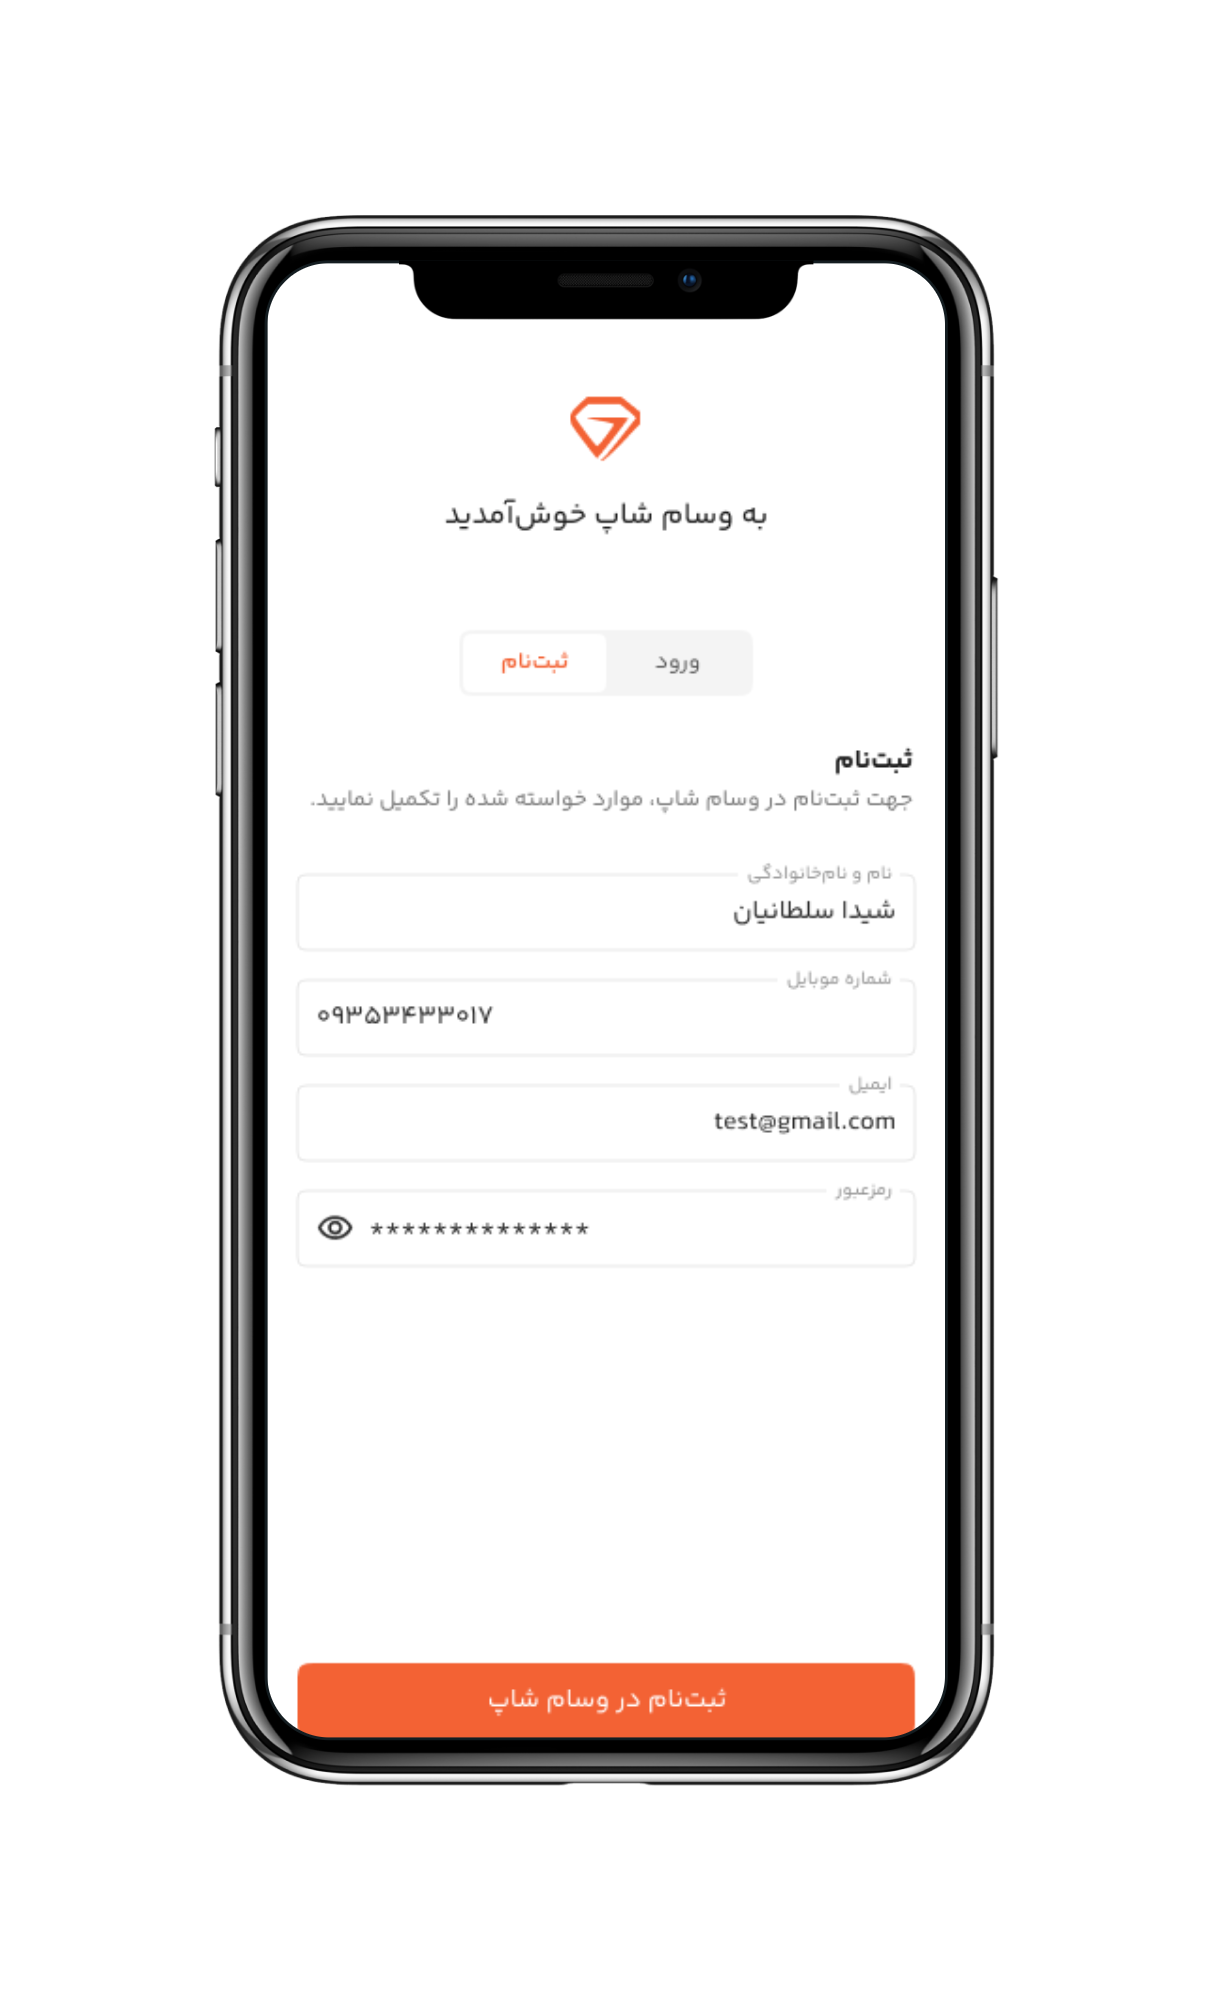 به وسام شاپ خوش‌آمدید
ورود
ثبت‌نام
ثبت‌نام
جهت ثبت‌نام در وسام شاپ، موارد خواسته شده را تکمیل نمایید.
نام و نام‌خانوادگی
شیدا سلطانیان
شماره موبایل
۰۹۳۵۳۴۳۳۰۱۷
ایمیل
test@gmail.com
رمزعبور
**************
ثبت‌نام در وسام شاپ